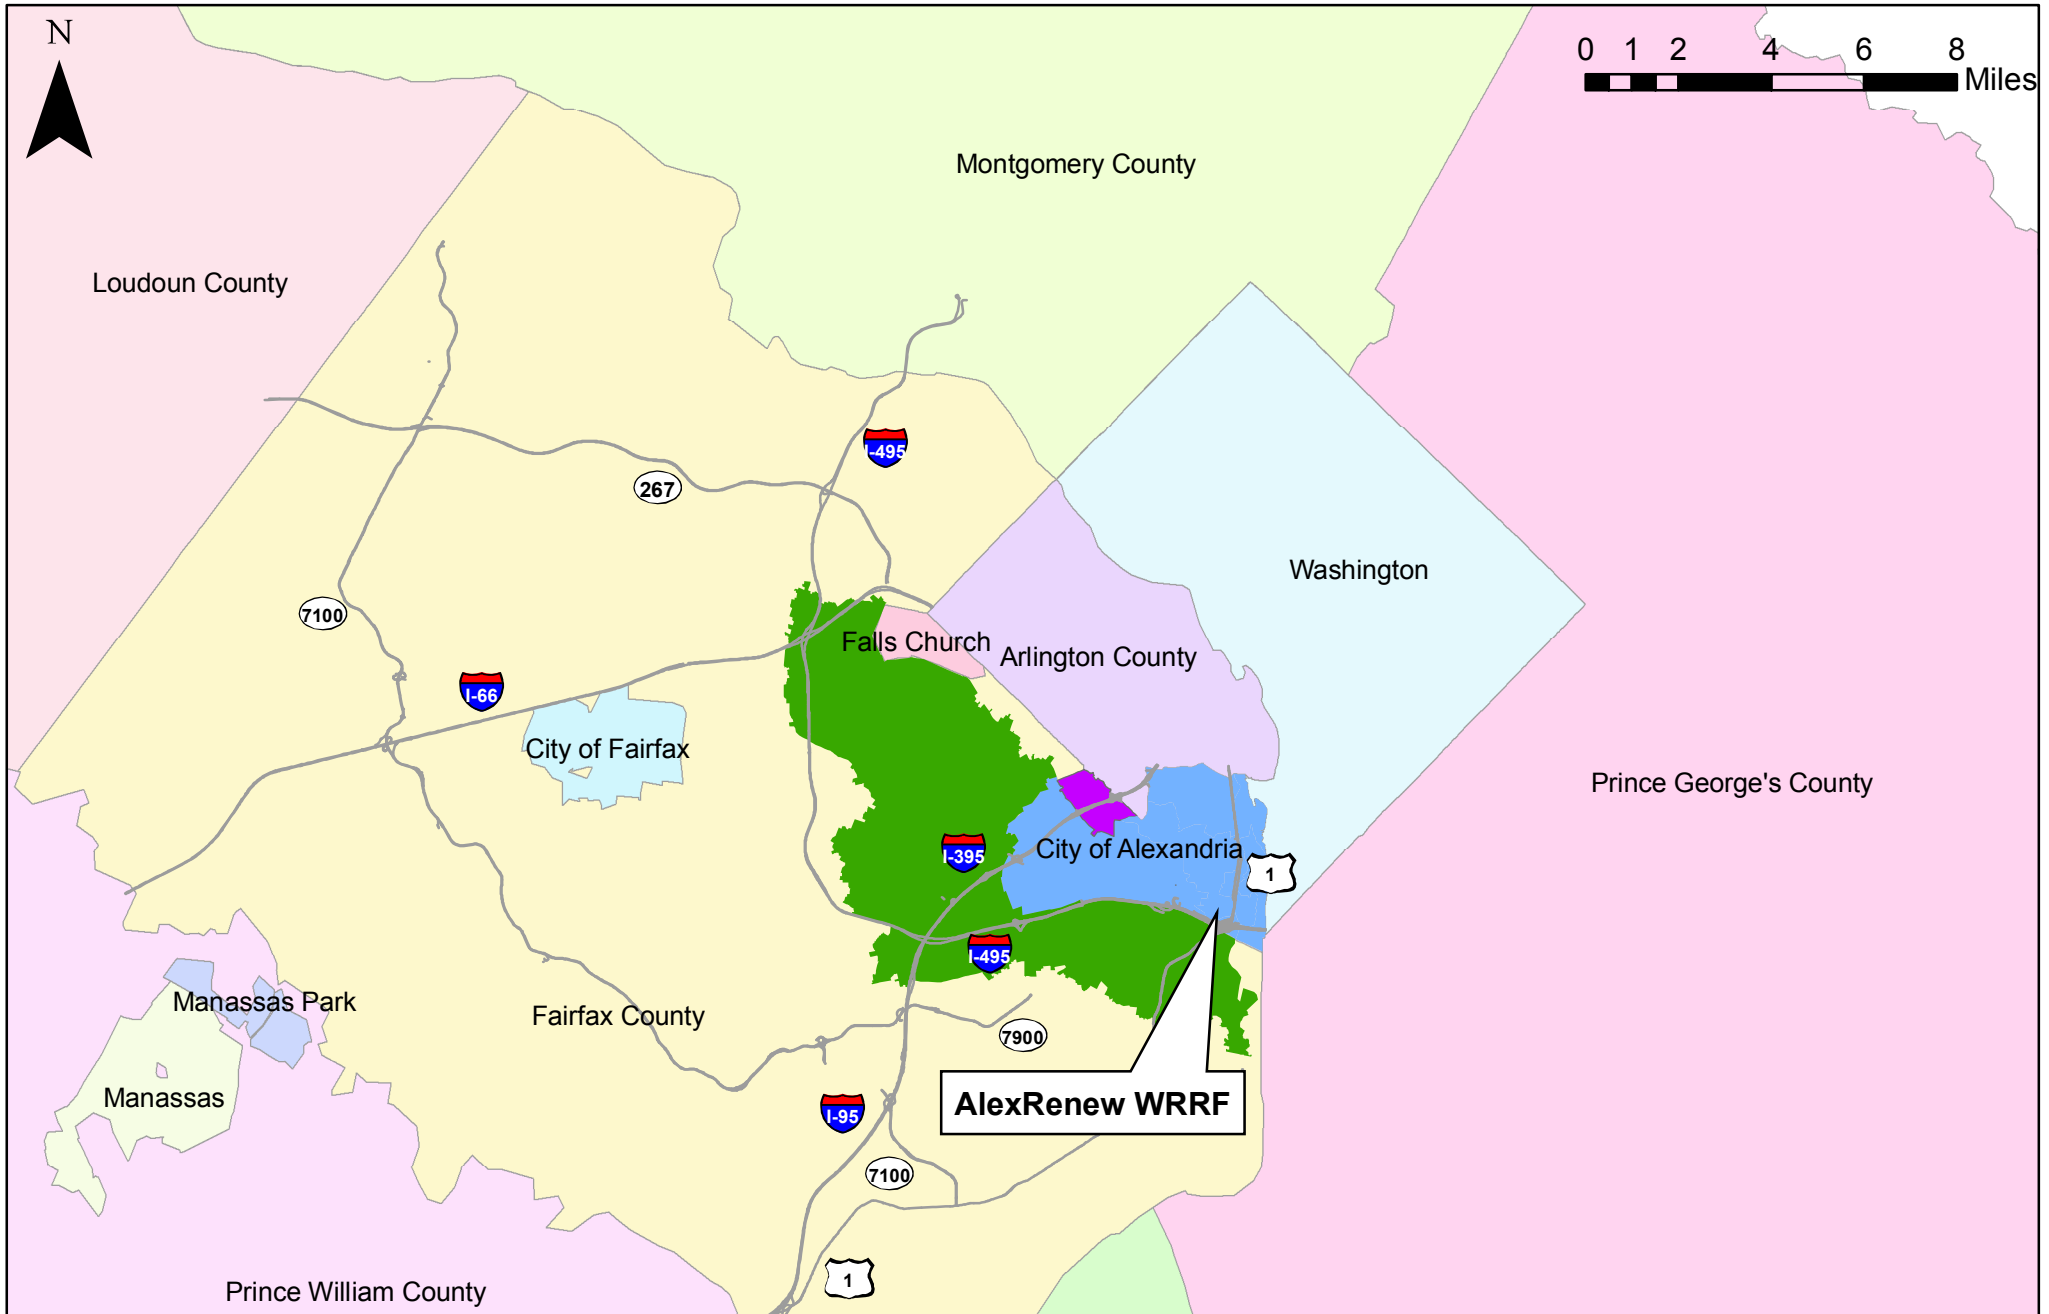 N
0 1 2 4 6 8
Miles
Montgomery County
Loudoun County
I-495
267
Washington
7100
Falls Church
Arlington County
I-66
City of Fairfax
Prince George's County
City of Alexandria
I-395
1
I-495
Manassas Park
Fairfax County
7900
Manassas
AlexRenew WRRF
I-95
7100
1
Prince William County